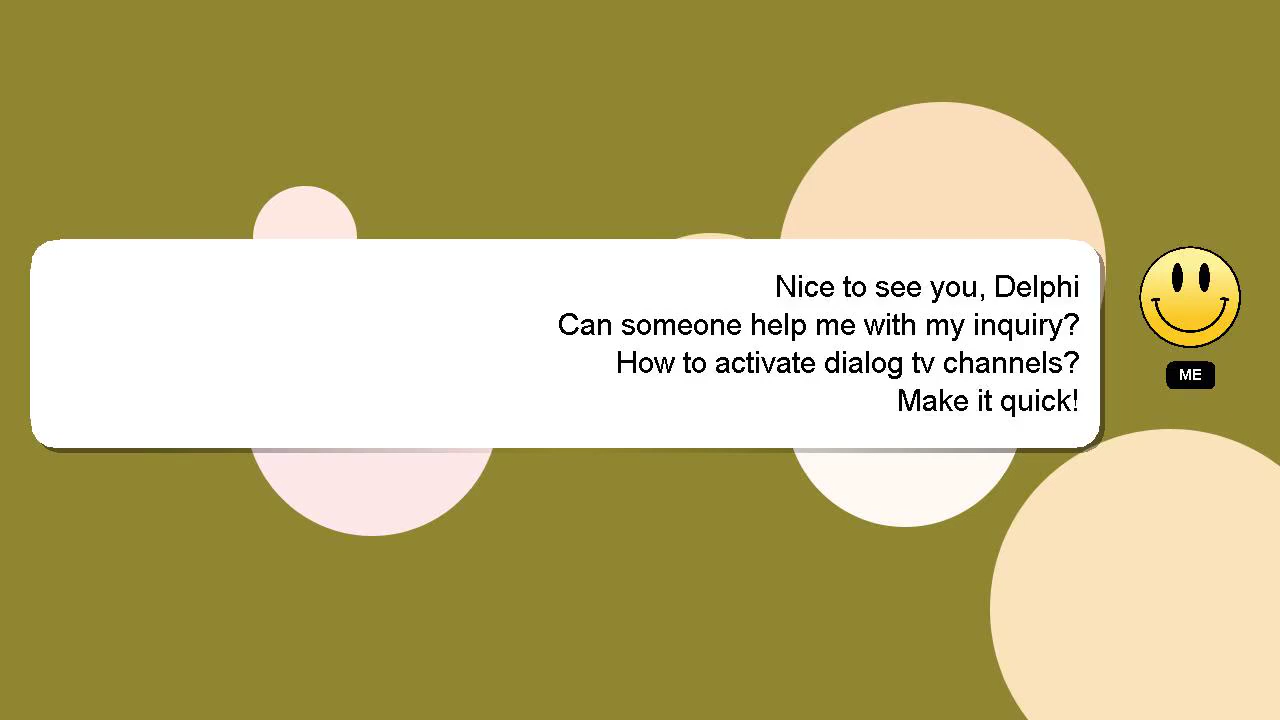 Nice to see you, Delphi
Can someone help me with my inquiry?
How to activate dialog tv channels?
Make it quick!
ME